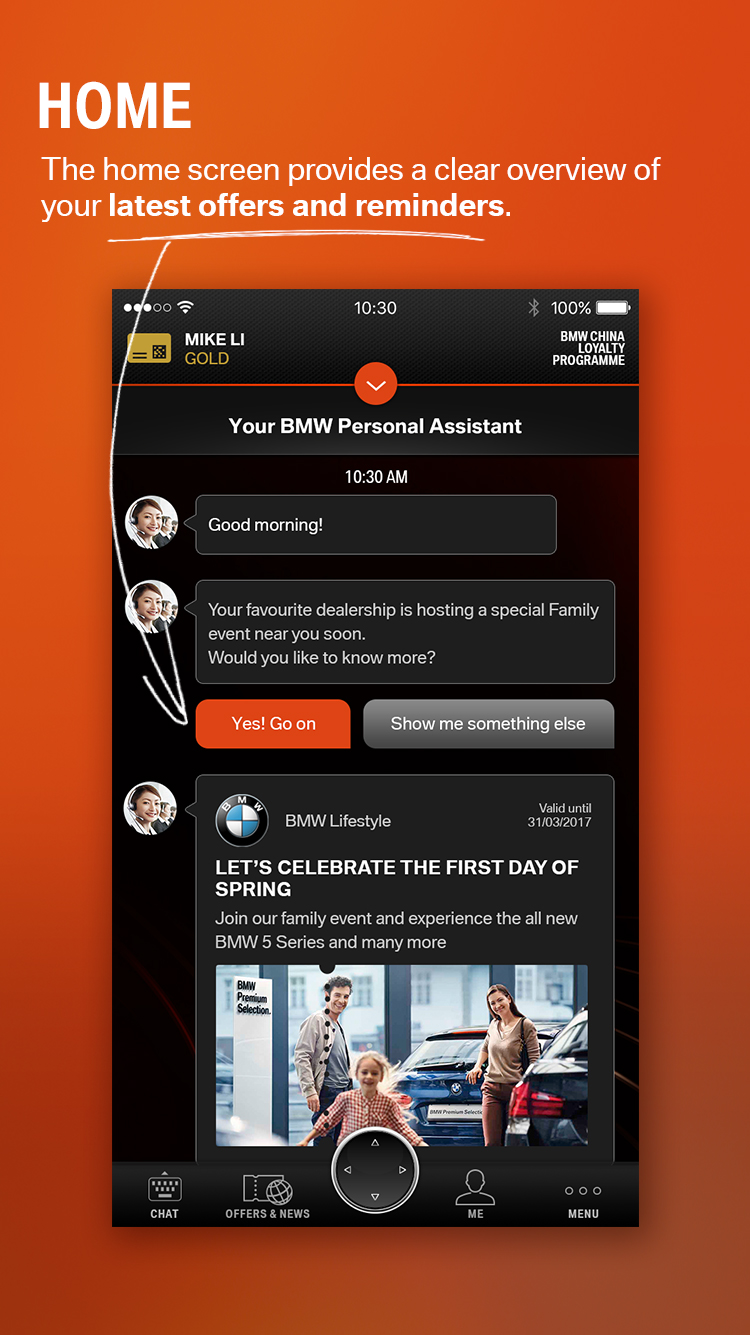 HOME
The home screen provides a clear overview of
your latest offers and reminders.
10:30
100%
MIKE LI
GOLD
BMW CHINA
LOYALTY
PROGRAMME
Your BMW Personal Assistant
10:30 AM
Good morning!
Your favourite dealership is hosting a special Family
event near you soon.
Would you like to know more?
Yes! Go on
Show me something else
BMW
BMW Lifestyle
Valid until
31/03/2017
LET'S CELEBRATE THE FIRST DAY OF
SPRING
Join our family event and experience the all new
BMW 5 Series and many more
BMW
Premium
Selection.
BMW Premium Selection
CHAT
OFFERS & NEWS
ME
MENU